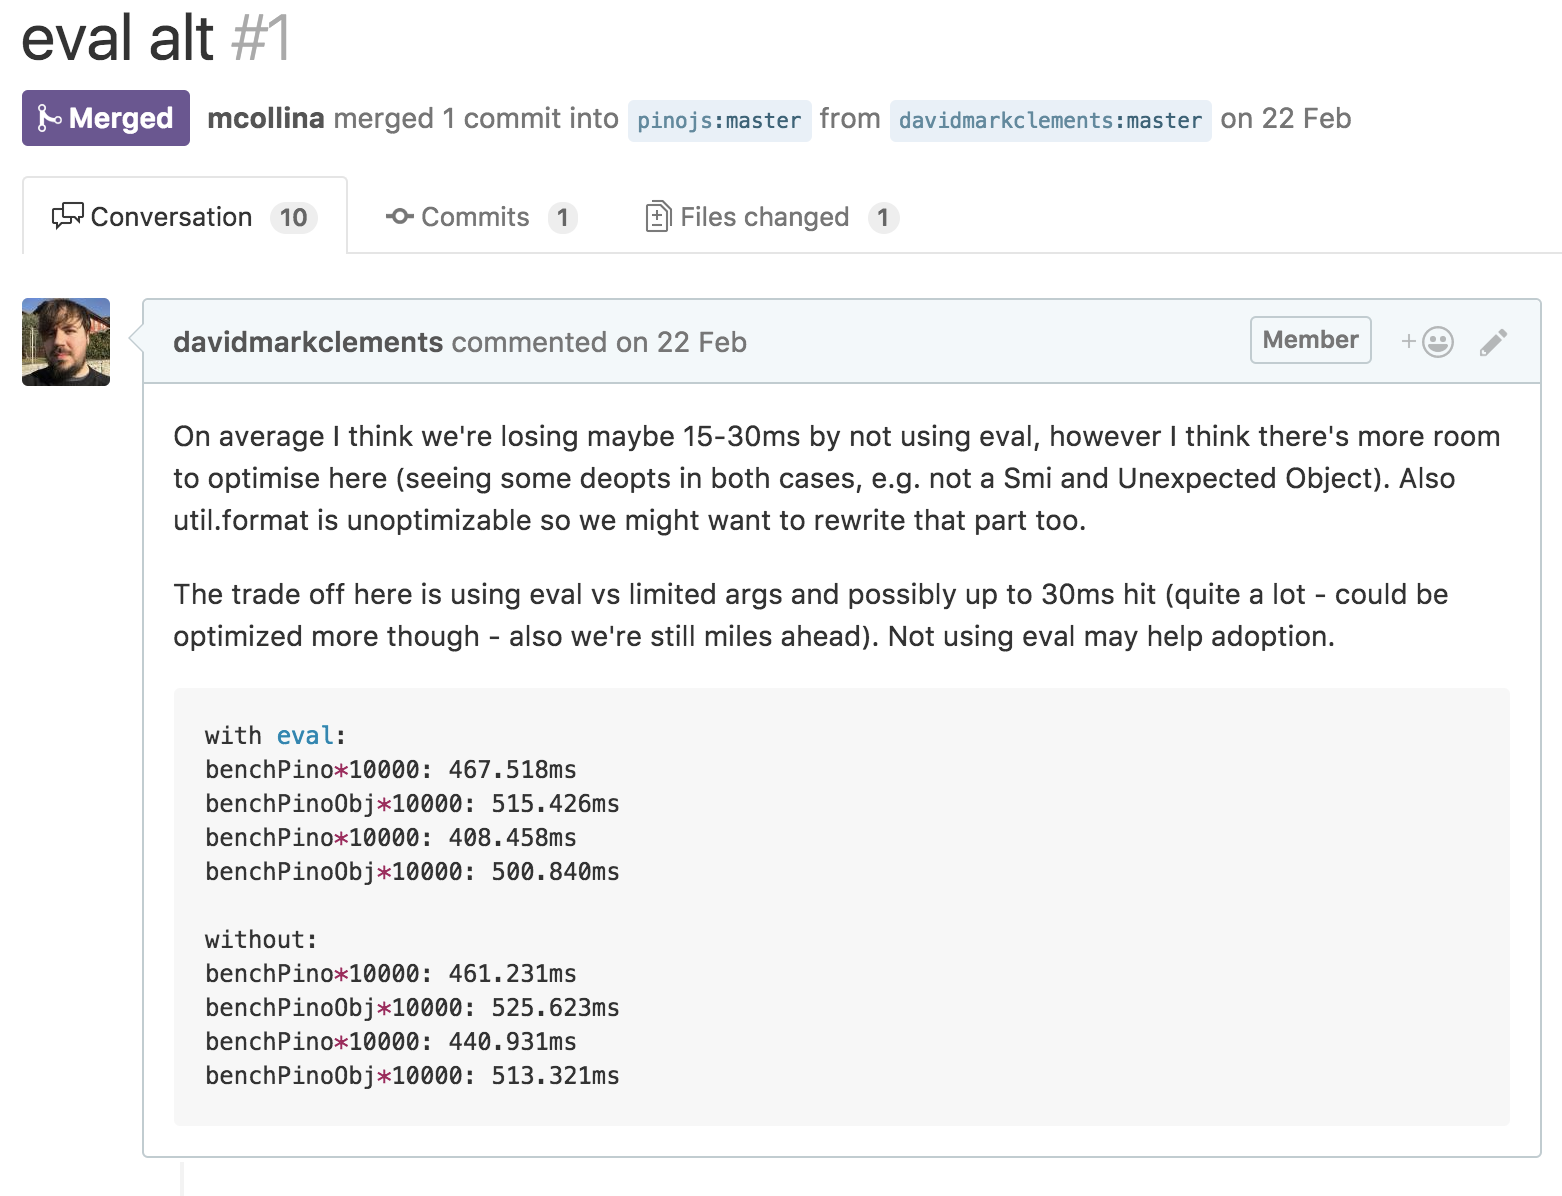 eval alt #1
Merged mcollina merged 1 commit into pinojs:master from davidmarkclements:master on 22 Feb
Conversation 10 Commits 1 Files changed 1
davidmarkclements commented on 22 Feb Member +
On average I think we're losing maybe 15-30ms by not using eval, however I think there's more room
to optimise here (seeing some deopts in both cases, e.g. not a Smi and Unexpected Object). Also
util.format is unoptimizable so we might want to rewrite that part too.
The trade off here is using eval vs limited args and possibly up to 30ms hit (quite a lot - could be
optimized more though - also we're still miles ahead). Not using eval may help adoption.
with eval:
benchPino*10000: 467.518ms
benchPinoObj*10000: 515.426ms
benchPino*10000: 408.458ms
benchPinoObj*10000: 500.840ms
without:
benchPino*10000: 461.231ms
benchPinoObj*10000: 525.623ms
benchPino*10000: 440.931ms
benchPinoObj*10000: 513.321ms